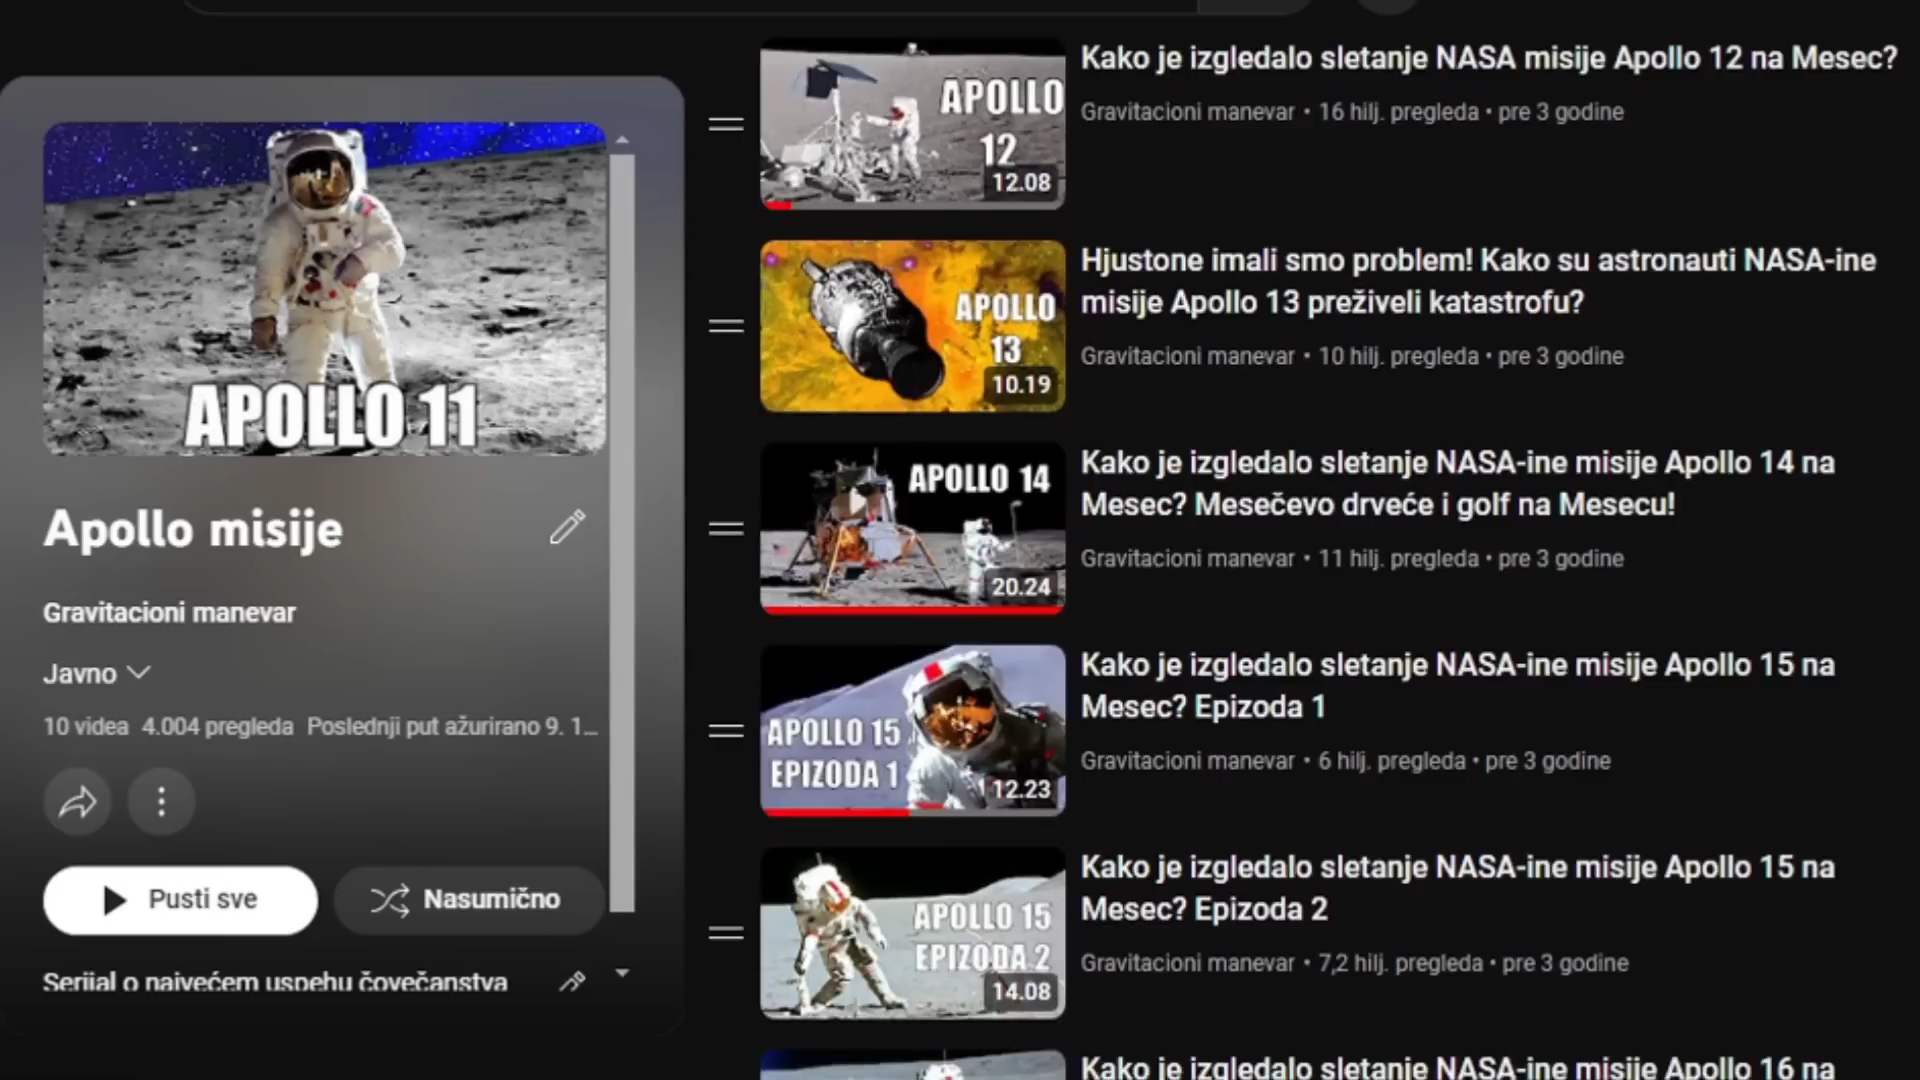 APOLLO 11
Apollo misije
Gravitacioni manevar
Javno
10 videa 4.004 pregleda Poslednji put ažurirano 9. 1...
Pusti sve
Nasumično
Serijal o najvećem uspehu čovečanstva
APOLLO
12
12.08
Kako je izgledalo sletanje NASA misije Apollo 12 na Mesec?
Gravitacioni manevar • 16 hilj. pregleda • pre 3 godine
APOLLO
13
10.19
Hjustone imali smo problem! Kako su astronauti NASA-ine
misije Apollo 13 preživeli katastrofu?
Gravitacioni manevar • 10 hilj. pregleda • pre 3 godine
APOLLO 14
20.24
Kako je izgledalo sletanje NASA-ine misije Apollo 14 na
Mesec? Mesečevo drveće i golf na Mesecu!
Gravitacioni manevar • 11 hilj. pregleda • pre 3 godine
APOLLO 15
EPIZODA 1
12.23
Kako je izgledalo sletanje NASA-ine misije Apollo 15 na
Mesec? Epizoda 1
Gravitacioni manevar • 6 hilj. pregleda • pre 3 godine
APOLLO 15
EPIZODA 2
14.08
Kako je izgledalo sletanje NASA-ine misije Apollo 15 na
Mesec? Epizoda 2
Gravitacioni manevar • 7,2 hilj. pregleda • pre 3 godine
Kako je izgledalo sletanje NASA-ine misije Apollo 16 na